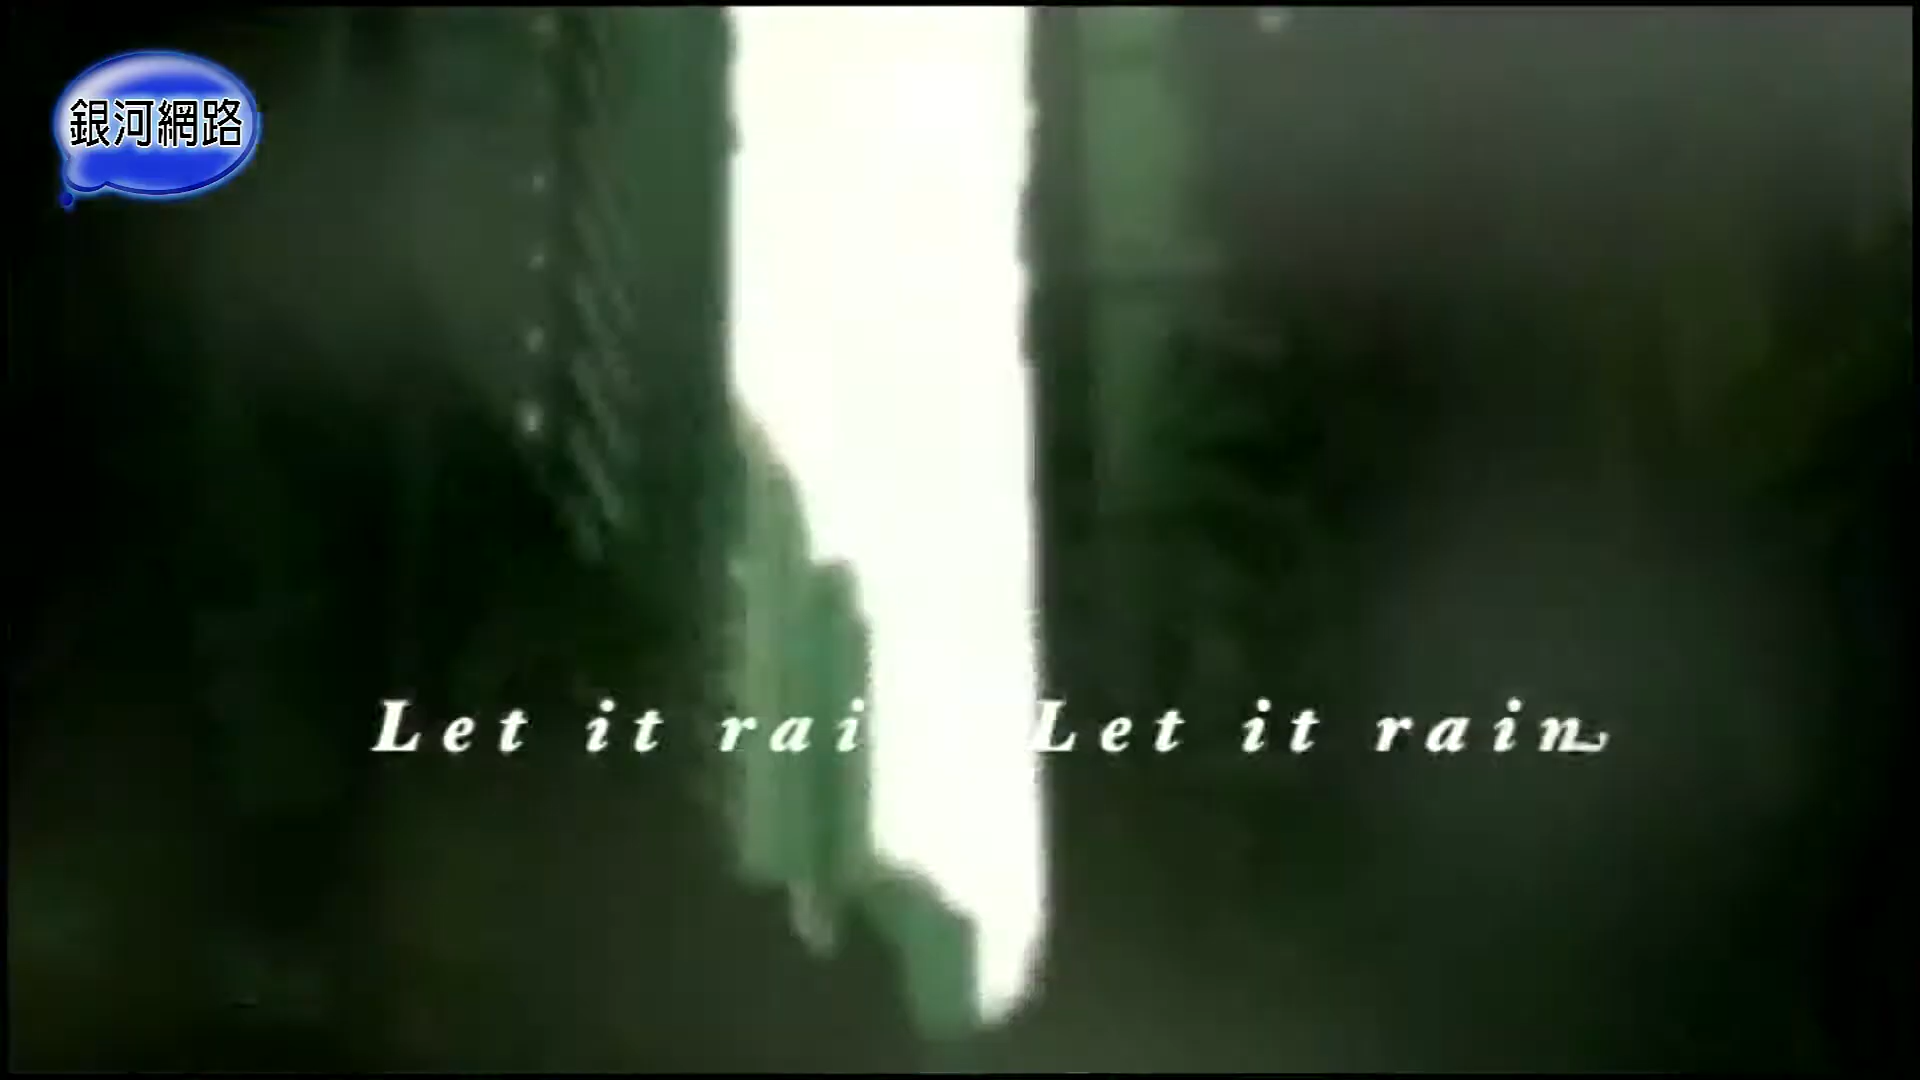 銀河網路
Let it rai Let it rain